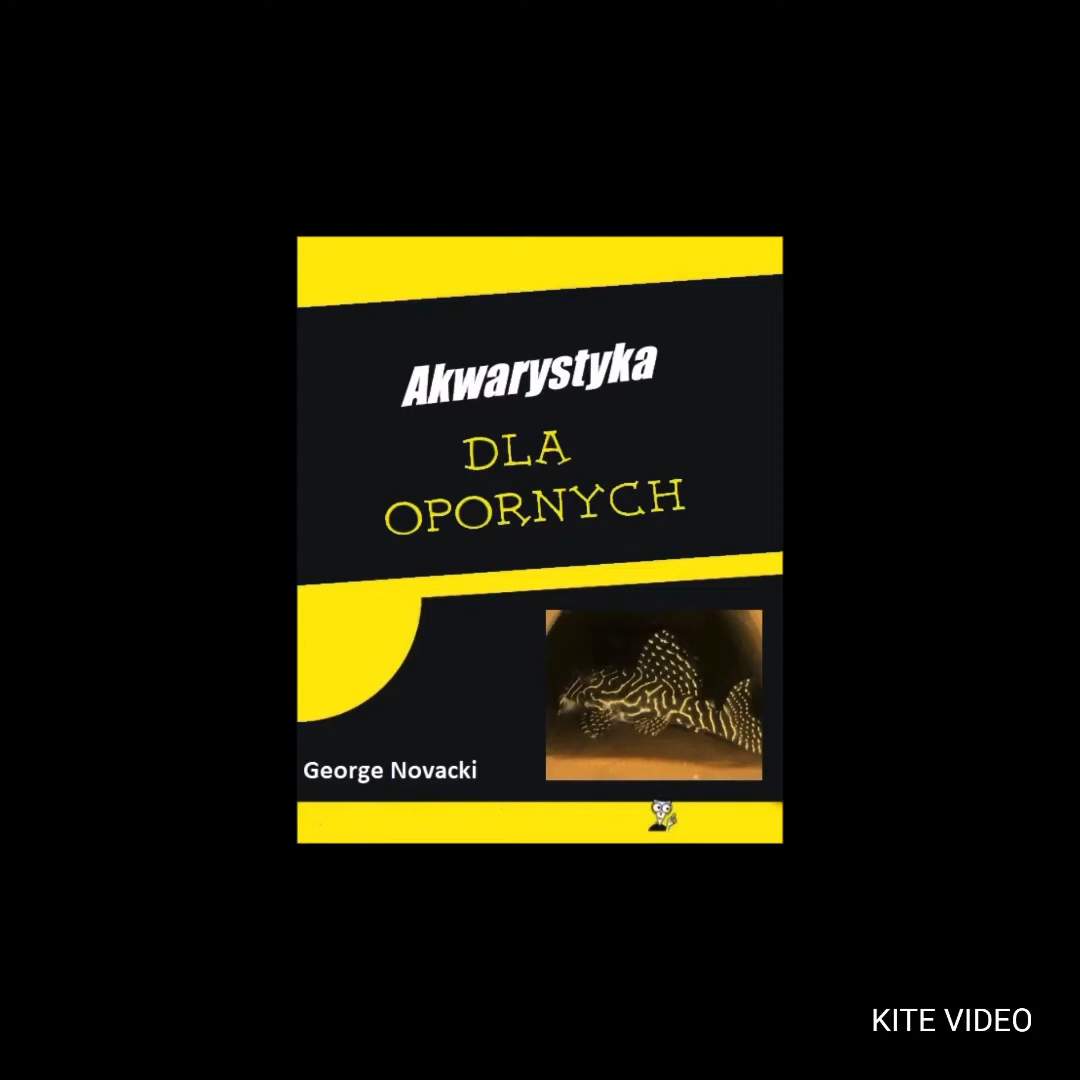 Akwarystyka
DLA
OPORNYCH
George Novacki
KITE VIDEO